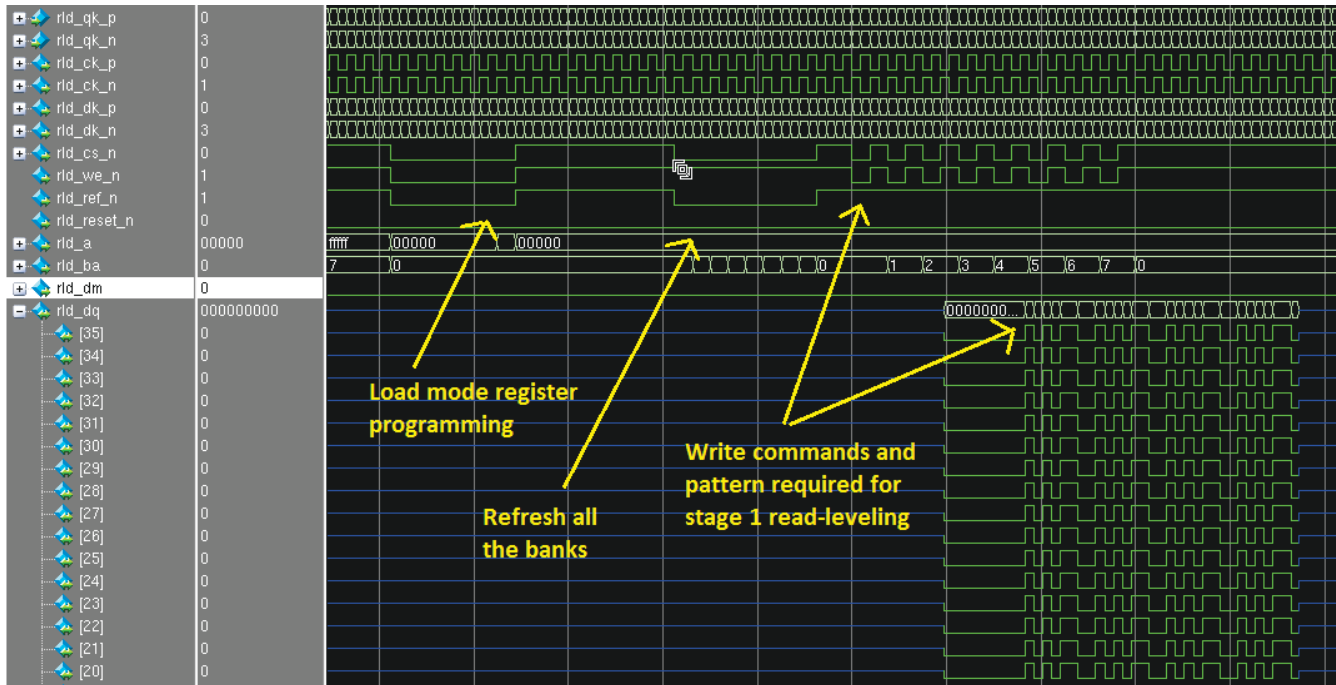 rld_qk_p 0
rld_qk_n 3
rld_ck_p 0
rld_ck_n 1
rld_dk_p 0
rld_dk_n 3
rld_cs_n 0
rld_we_n 1
rld_ref_n 1
rld_reset_n 0
rld_a 00000 fffff 00000 00000
rld_ba 0 7 0 0 1 2 3 4 5 6 7 0
rld_dm 0
rld_dq 000000000 0000000...
[35] 0
[34] 0
[33] 0
[32] 0
[31] 0
[30] 0
[29] 0
[28] 0
[27] 0
[26] 0
[25] 0
[24] 0
[23] 0
[22] 0
[21] 0
[20] 0
Load mode register
programming
Refresh all
the banks
Write commands and
pattern required for
stage 1 read-leveling